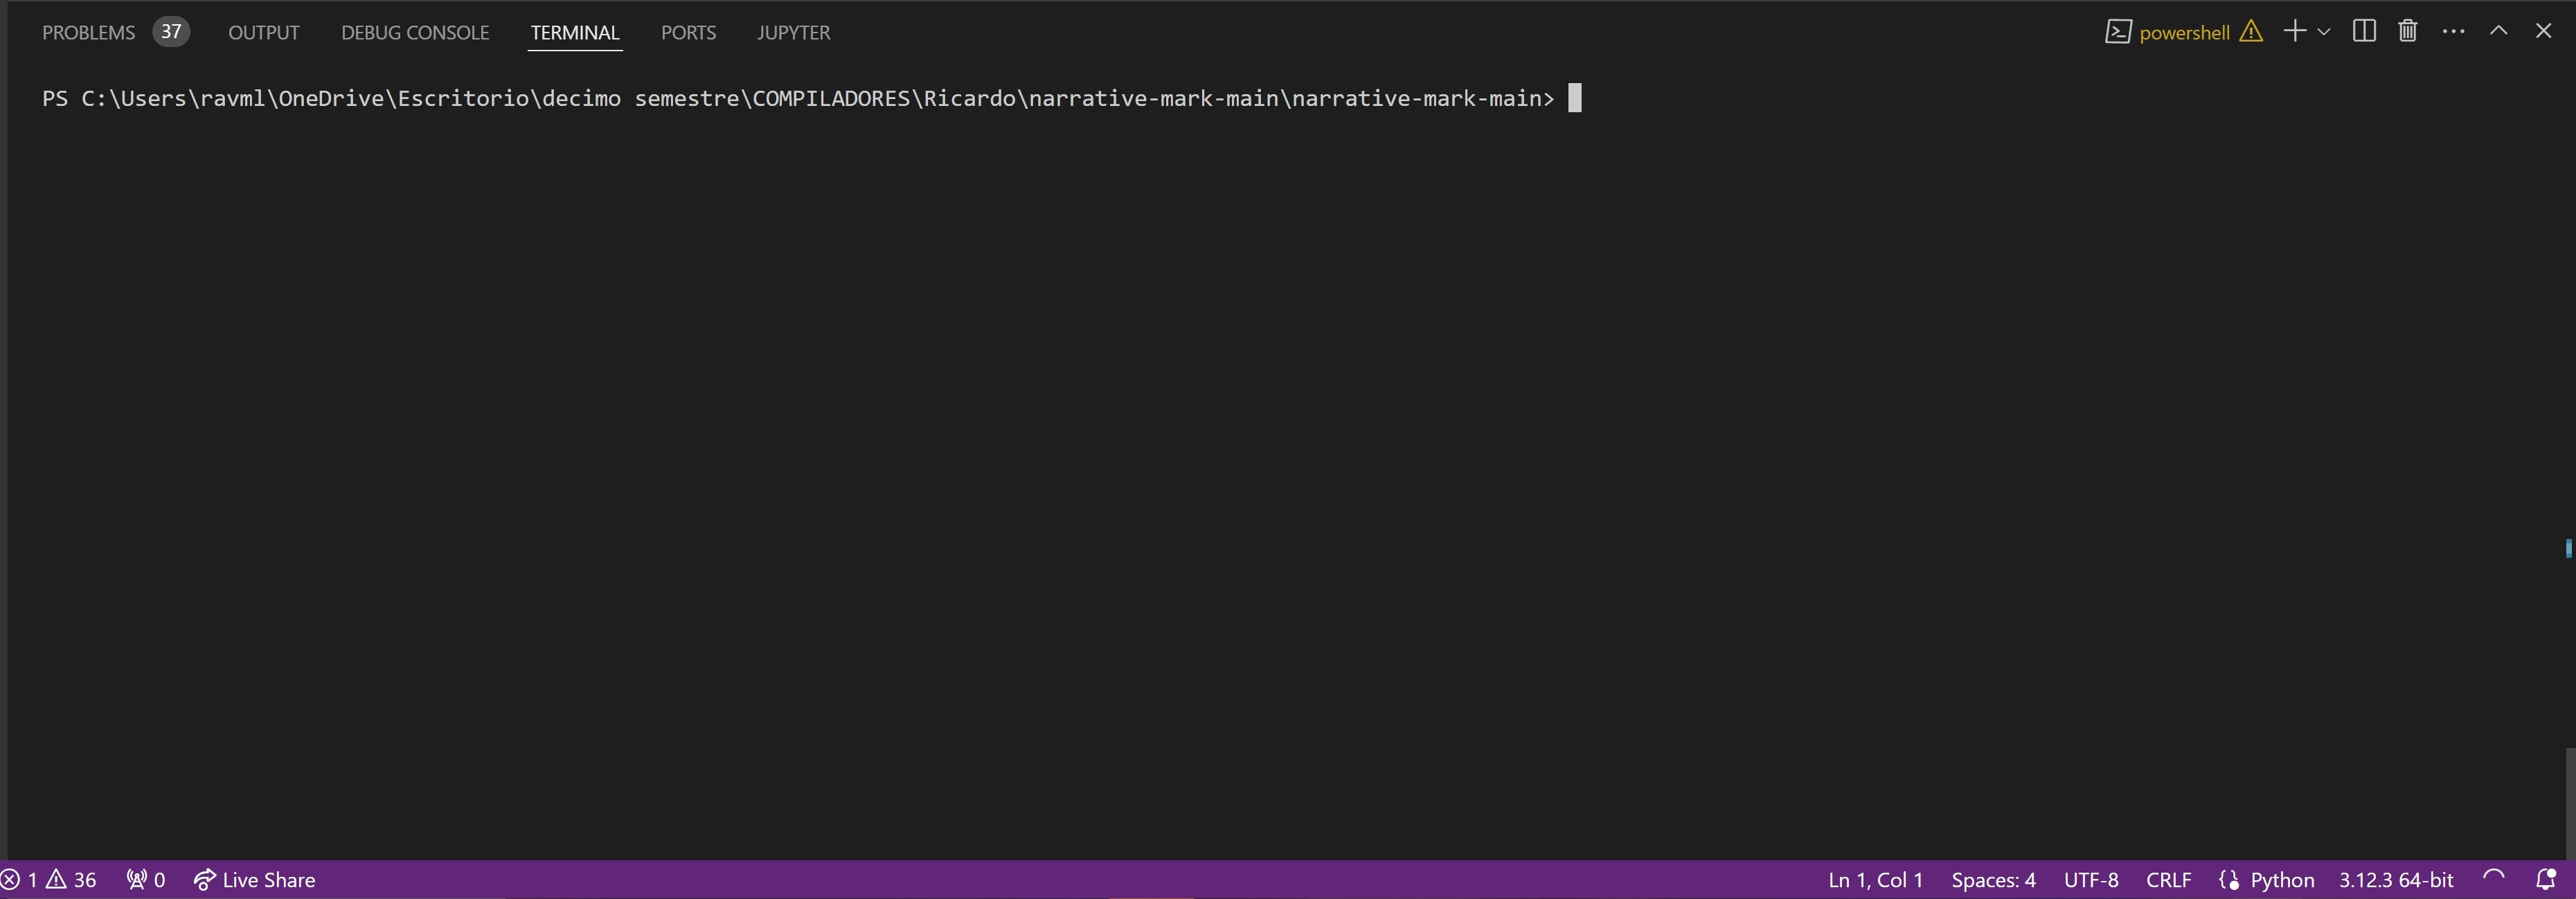 PROBLEMS 37 OUTPUT DEBUG CONSOLE TERMINAL PORTS JUPYTER powershell
PS C:\Users\ravml\OneDrive\Escritorio\decimo semestre\COMPILADORES\Ricardo\narrative-mark-main\narrative-mark-main>
1 36 0 Live Share Ln 1, Col 1 Spaces: 4 UTF-8 CRLF Python 3.12.3 64-bit